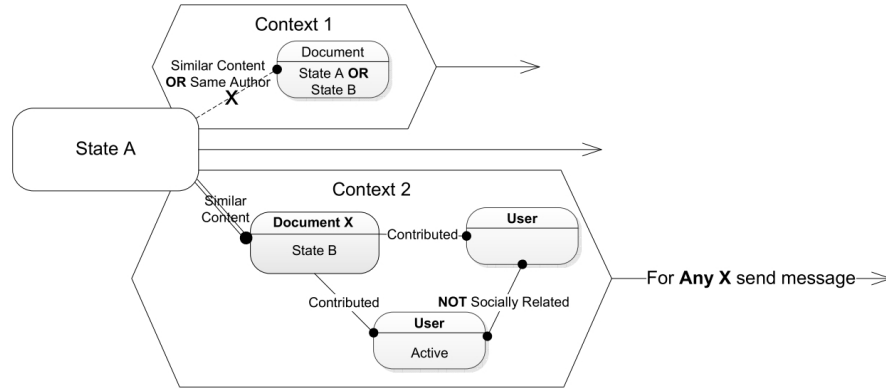 Context 1
Document
Similar Content
OR Same Author
X
State A OR
State B
State A
Context 2
Similar
Content
Document X
State B
Contributed
User
For Any X send message
Contributed
NOT Socially Related
User
Active